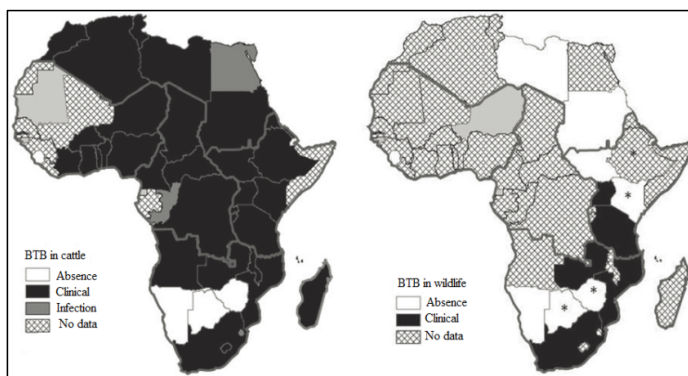 BTB in cattle
Absence
Clinical
Infection
No data
BTB in wildlife
Absence
Clinical
No data
*
*
*
*